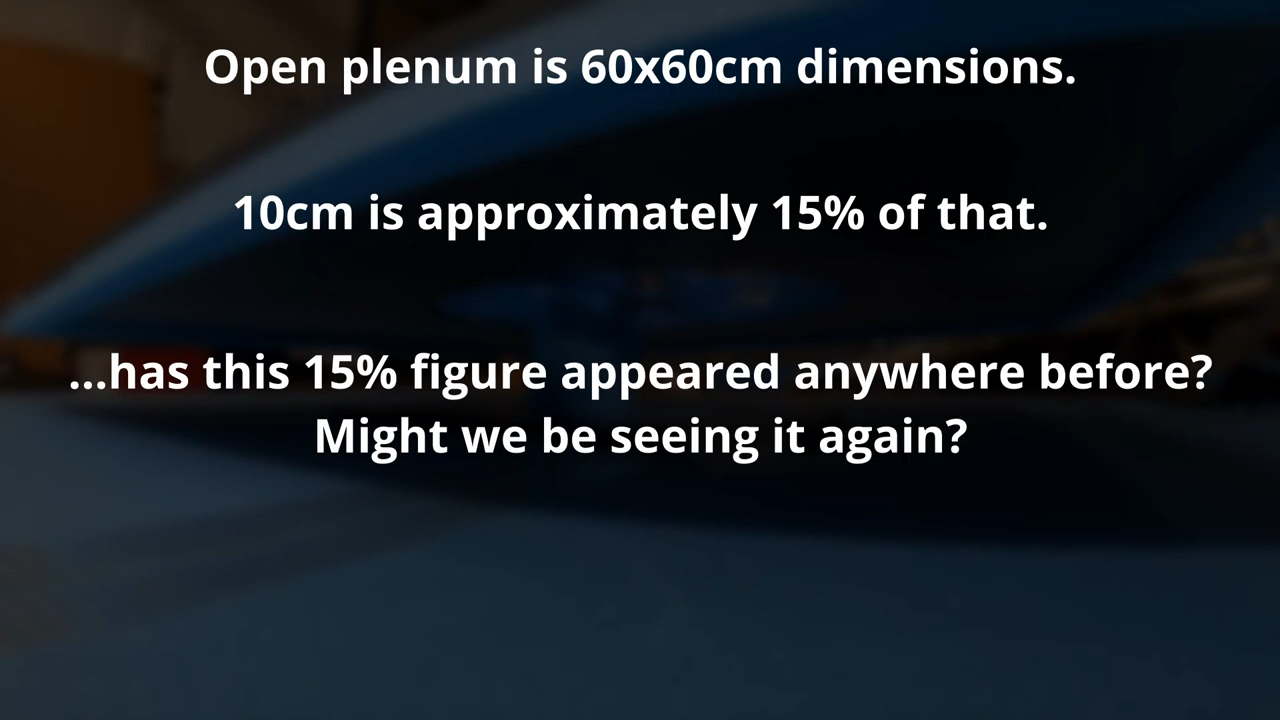 Open plenum is 60x60cm dimensions.
10cm is approximately 15% of that.
...has this 15% figure appeared anywhere before?
Might we be seeing it again?